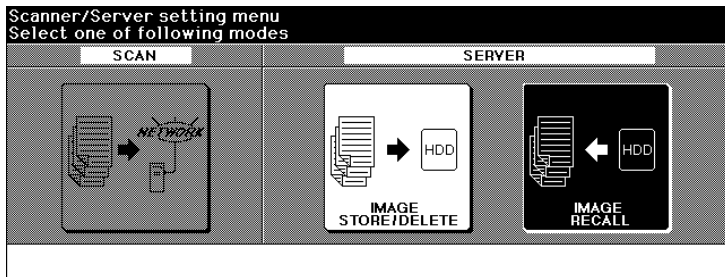 Scanner/Server setting menu
Select one of following modes
SCAN
SERVER
NETWORK
HDD
IMAGE
STORE/DELETE
HDD
IMAGE
RECALL